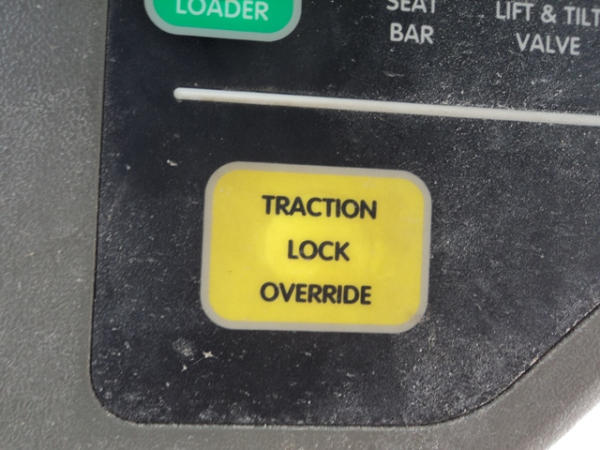 LOADER
SEAT
BAR
LIFT & TILT
VALVE
TRACTION
LOCK
OVERRIDE